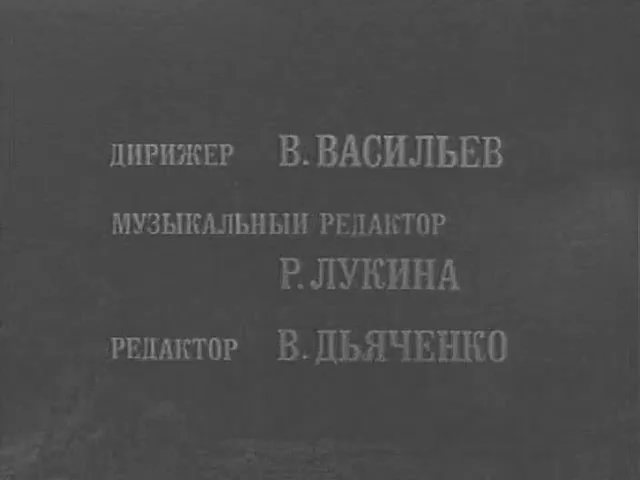 ДИРИЖЕР В. ВАСИЛЬЕВ
МУЗЫКАЛЬНЫЙ РЕДАКТОР
Р. ЛУКИНА
РЕДАКТОР В. ДЬЯЧЕНКО